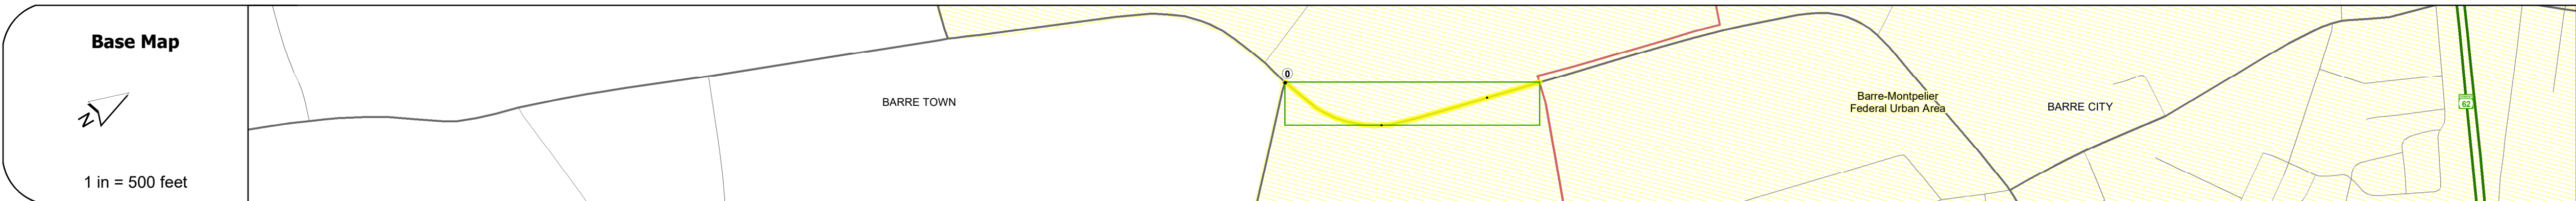 Base Map
N
1 in = 500 feet
BARRE TOWN
0
Barre-Montpelier
Federal Urban Area
BARRE CITY
62